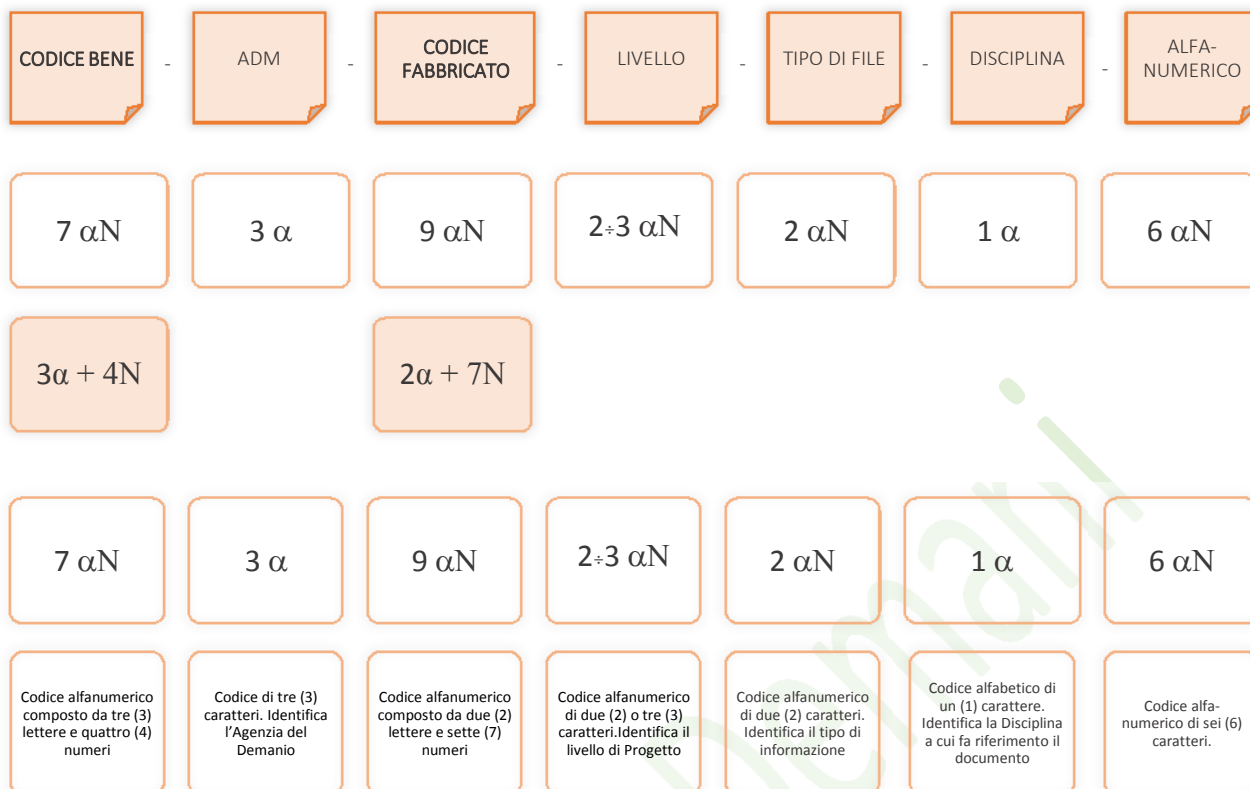 CODICE BENE - ADM - CODICE FABBRICATO - LIVELLO - TIPO DI FILE - DISCIPLINA - ALFA-NUMERICO
7 αN
3 α
9 αN
2÷3 αN
2 αN
1 α
6 αN
3α + 4N
2α + 7N
7 αN
3 α
9 αN
2÷3 αN
2 αN
1 α
6 αN
Codice alfanumerico
composto da tre (3)
lettere e quattro (4)
numeri
Codice di tre (3)
caratteri. Identifica
l'Agenzia del
Demanio
Codice alfanumerico
composto da due (2)
lettere e sette (7)
numeri
Codice alfanumerico
di due (2) o tre (3)
caratteri.Identifica il
livello di Progetto
Codice alfanumerico
di due (2) caratteri.
Identifica il tipo di
informazione
Codice alfabetico di
un (1) carattere.
Identifica la Disciplina
a cui fa riferimento il
documento
Codice alfa-
numerico di sei (6)
caratteri.